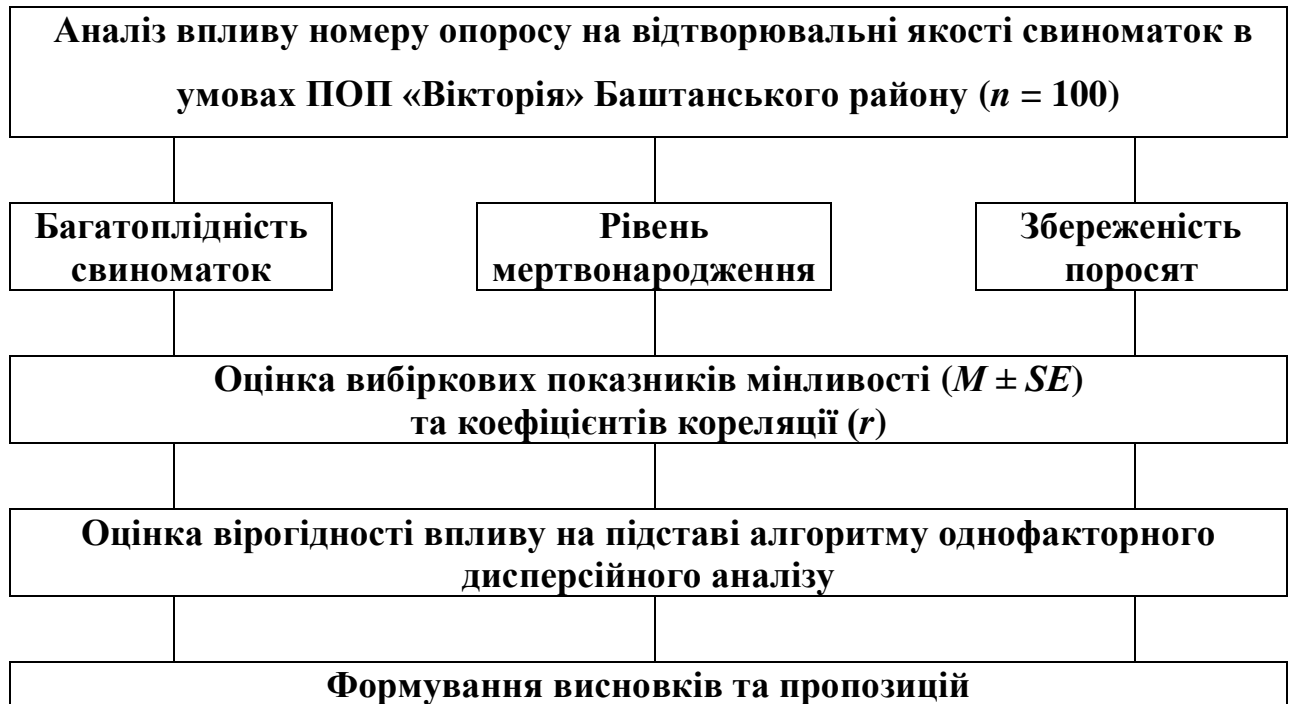 Аналіз впливу номеру опоросу на відтворювальні якості свиноматок в
умовах ПОП «Вікторія» Баштанського району (n = 100)
Багатоплідність
свиноматок
Рівень
мертвонародження
Збереженість
поросят
Оцінка вибіркових показників мінливості (M ± SE)
та коефіцієнтів кореляції (r)
Оцінка вірогідності впливу на підставі алгоритму однофакторного
дисперсійного аналізу
Формування висновків та пропозицій